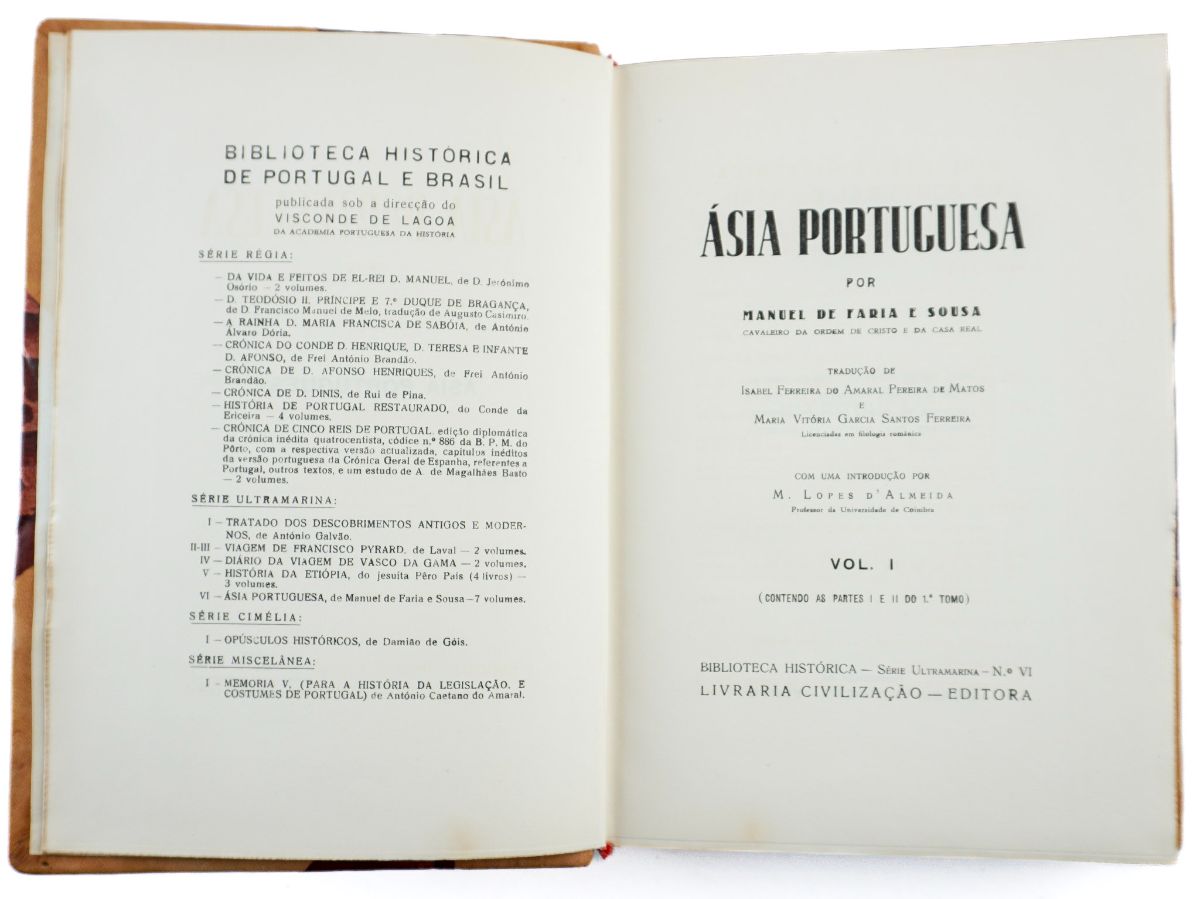 BIBLIOTECA HISTÓRICA
DE PORTUGAL E BRASIL
publicada sob a direcção do
VISCONDE DE LAGOA
DA ACADEMIA PORTUGUESA DA HISTÓRIA
SÉRIE RÉGIA:
— DA VIDA E FEITOS DE EL-REI D. MANUEL, de D. Jerónimo
Osório — 2 volumes.
— D. TEODÓSIO II, PRÍNCIPE E 7.º DUQUE DE BRAGANÇA,
de D. Francisco Manuel de Melo, tradução de Augusto Casimiro.
— A RAINHA D. MARIA FRANCISCA DE SABÓIA, de António
Álvaro Dória.
— CRÓNICA DO CONDE D. HENRIQUE, D. TERESA E INFANTE
D. AFONSO, de Frei António Brandão.
— CRÓNICA DE D. AFONSO HENRIQUES, de Frei António
Brandão.
— CRÓNICA DE D. DINIS, de Rui de Pina.
— HISTÓRIA DE PORTUGAL RESTAURADO, do Conde da
Ericeira — 4 volumes.
— CRÓNICA DE CINCO REIS DE PORTUGAL, edição diplomática
da crónica inédita quatrocentista, códice n.º 886 da B. P. M. do
Pôrto, com a respectiva versão actualizada, capítulos inéditos
da versão portuguesa da Crónica Geral de Espanha, referentes a
Portugal, outros textos, e um estudo de A. de Magalhães Basto
— 2 volumes.
SÉRIE ULTRAMARINA:
I — TRATADO DOS DESCOBRIMENTOS ANTIGOS E MODER-
NOS, de António Galvão.
II-III — VIAGEM DE FRANCISCO PYRARD, de Laval — 2 volumes.
IV — DIÁRIO DA VIAGEM DE VASCO DA GAMA — 2 volumes.
V — HISTÓRIA DA ETIÓPIA, do jesuita Pêro Pais (4 livros) —
3 volumes.
VI — ÁSIA PORTUGUESA, de Manuel de Faria e Sousa — 7 volumes.
SÉRIE CIMÉLIA:
I — OPÚSCULOS HISTÓRICOS, de Damião de Góis.
SÉRIE MISCELÂNEA:
I — MEMORIA V, (PARA A HISTÓRIA DA LEGISLAÇÃO, E
COSTUMES DE PORTUGAL) de António Caetano do Amaral.
ÁSIA PORTUGUESA
POR
MANUEL DE FARIA E SOUSA
CAVALEIRO DA ORDEM DE CRISTO E DA CASA REAL
TRADUÇÃO DE
ISABEL FERREIRA DO AMARAL PEREIRA DE MATOS
E
MARIA VITÓRIA GARCIA SANTOS FERREIRA
Licenciadas em filologia românica
COM UMA INTRODUÇÃO POR
M. LOPES D'ALMEIDA
Professor da Universidade de Coimbra
VOL. I
(CONTENDO AS PARTES I E II DO 1.º TOMO)
BIBLIOTECA HISTÓRICA — SÉRIE ULTRAMARINA — N.º VI
LIVRARIA CIVILIZAÇÃO — EDITORA